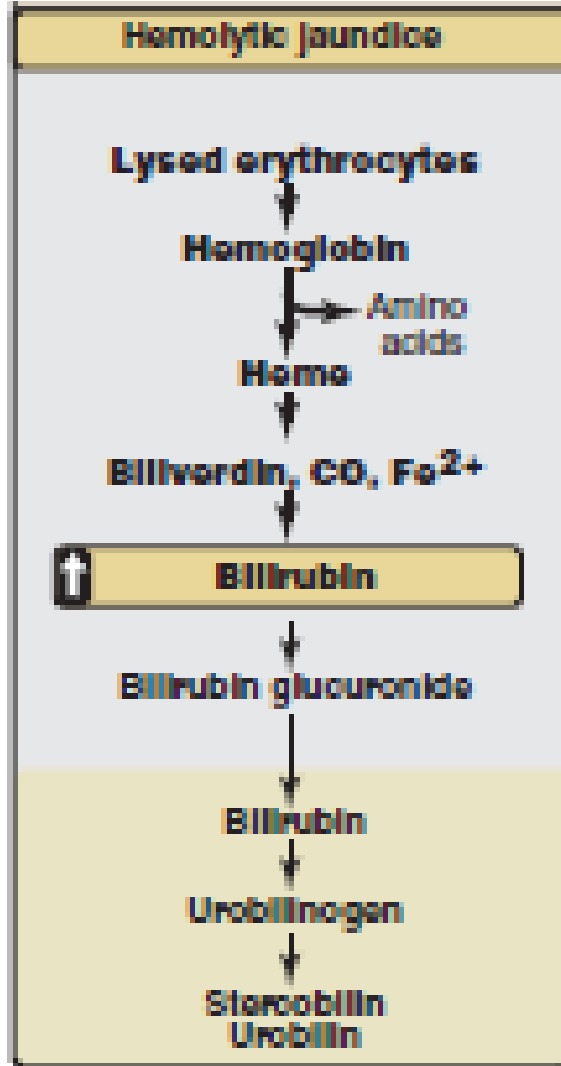 Hemolytic jaundice
Lysed erythrocytes
Hemoglobin
Amino
acids
Heme
Biliverdin, CO, Fe2+
Bilirubin
Bilirubin glucuronide
Bilirubin
Urobilinogen
Stercobilin
Urobilin